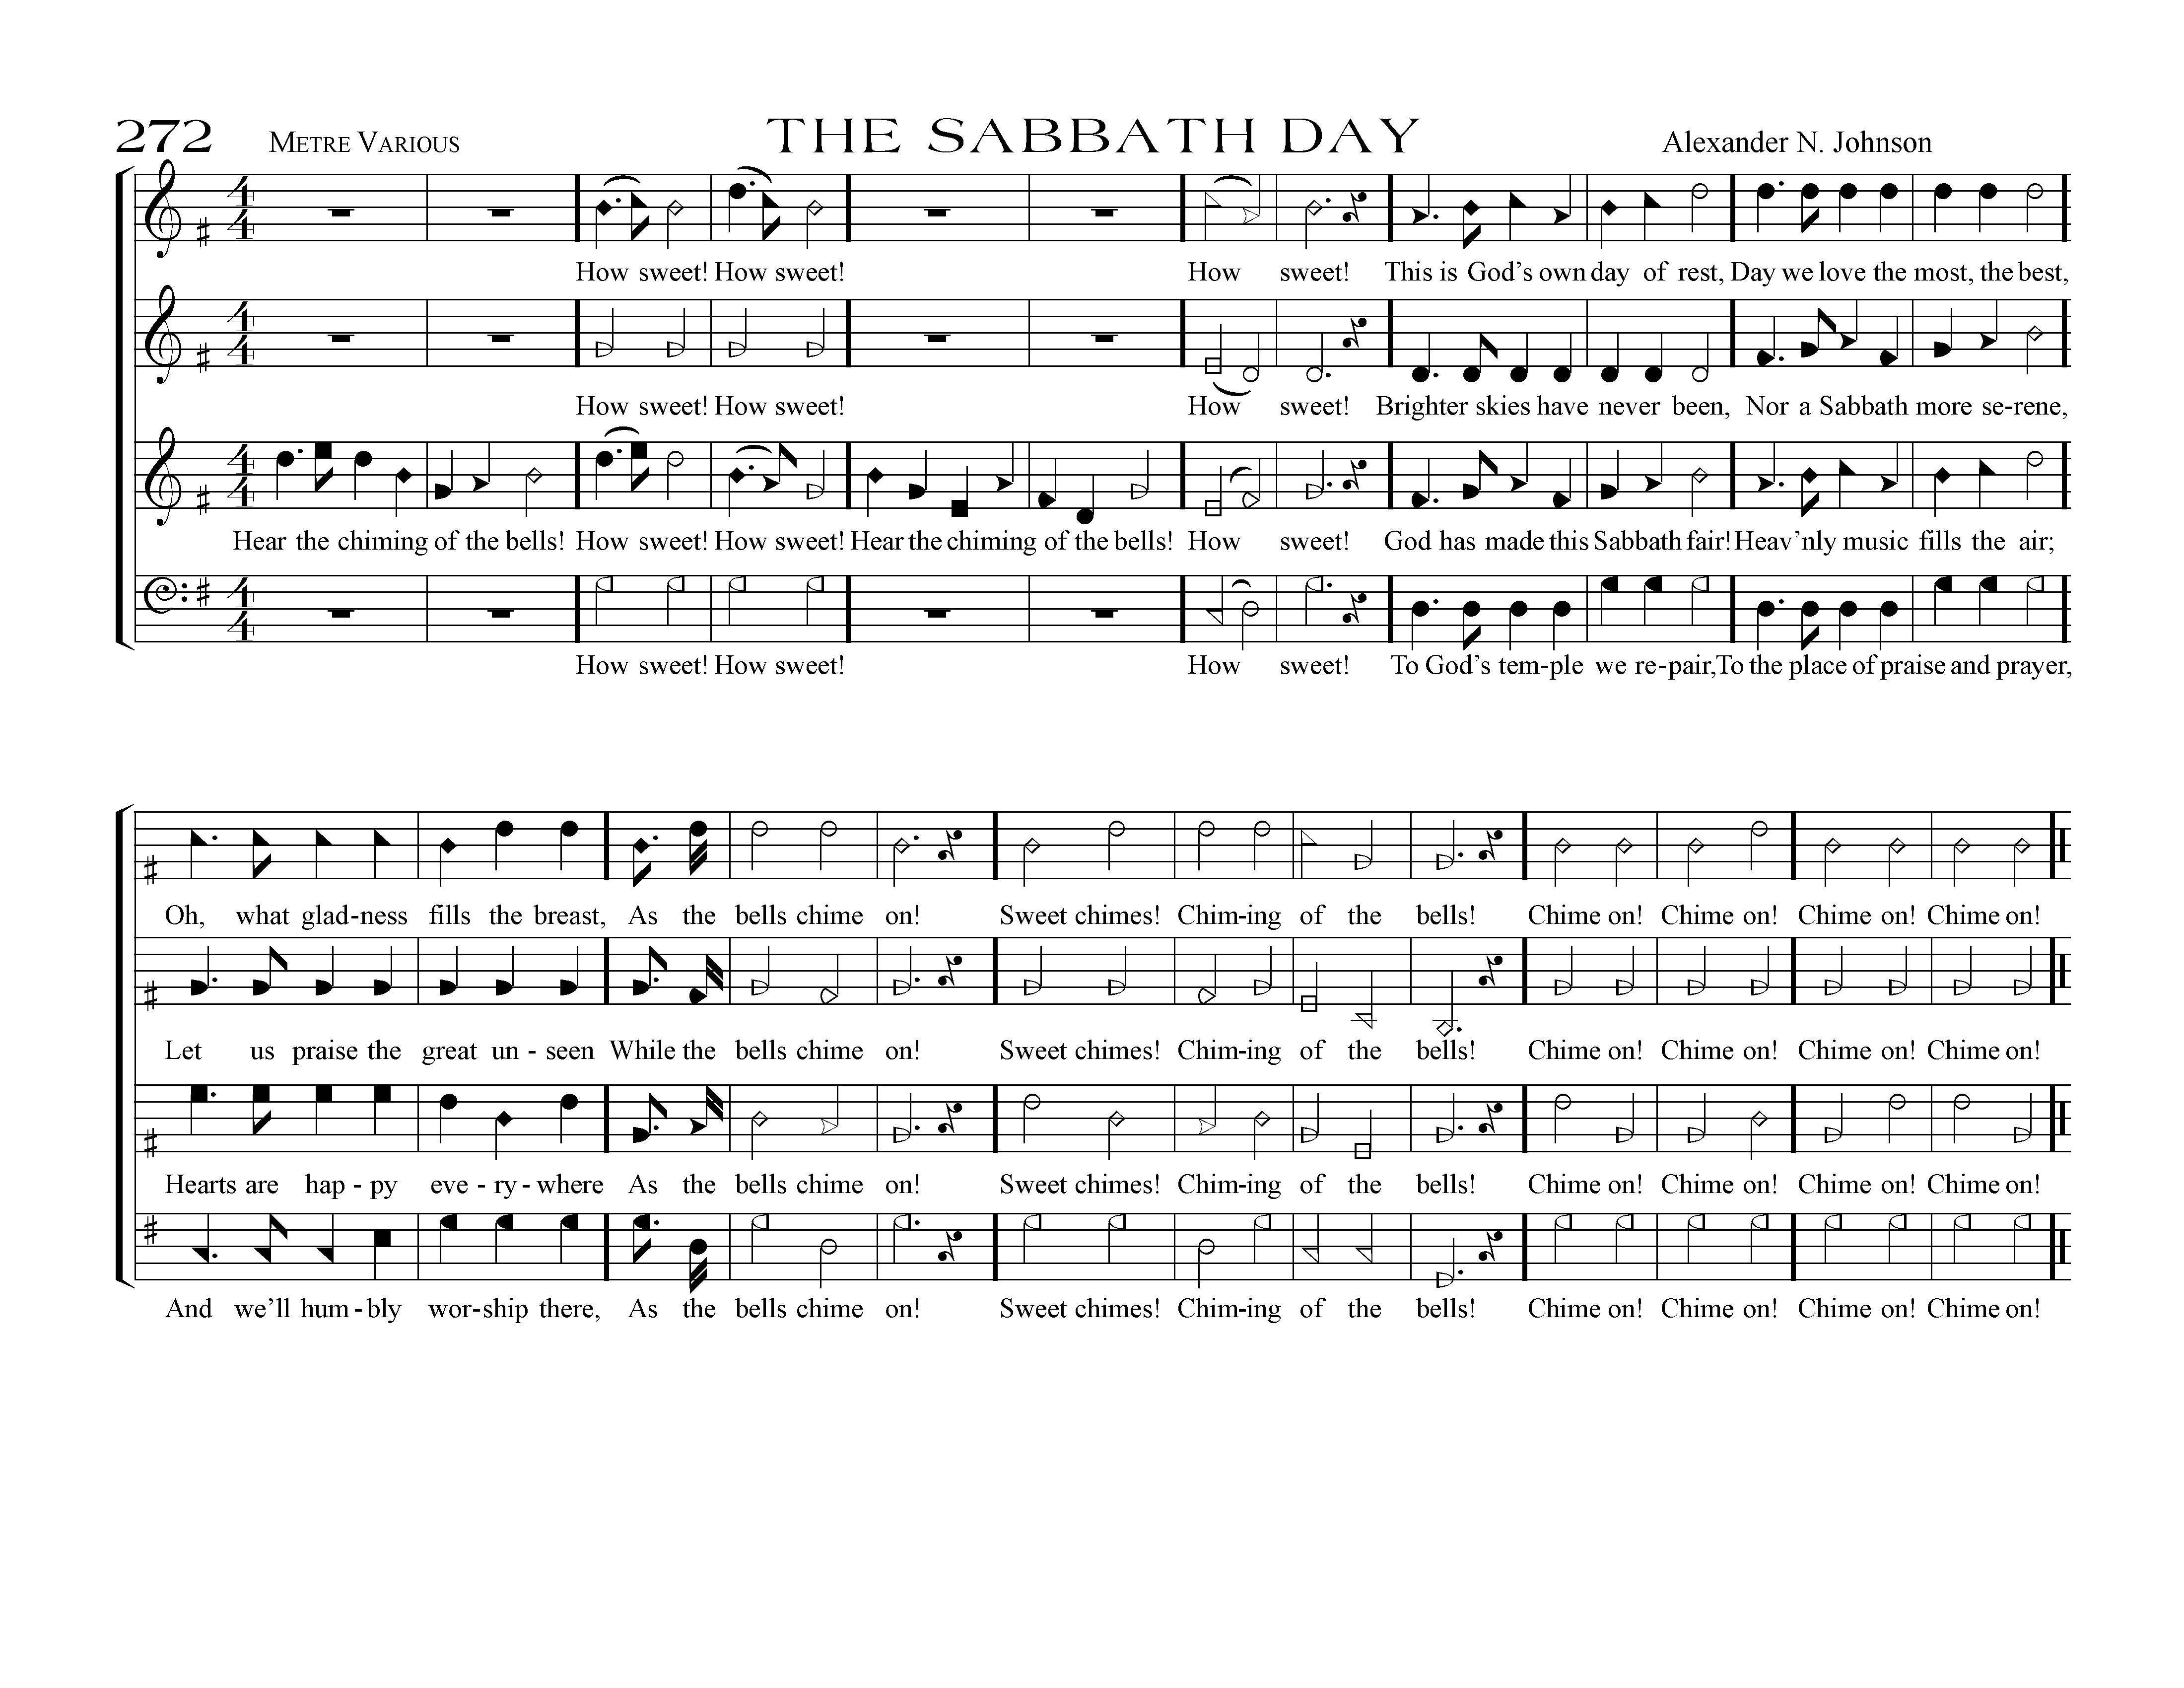 272 METRE VARIOUS THE SABBATH DAY Alexander N. Johnson
4
4
How sweet! How sweet! How sweet! This is God's own day of rest, Day we love the most, the best,
4
4
How sweet! How sweet! How sweet! Brighter skies have never been, Nor a Sabbath more se-rene,
4
4
Hear the chiming of the bells! How sweet! How sweet! Hear the chiming of the bells! How sweet! God has made this Sabbath fair! Heav'nly music fills the air;
4
4
How sweet! How sweet! How sweet! To God's tem-ple we re-pair, To the place of praise and prayer,
Oh, what glad-ness fills the breast, As the bells chime on! Sweet chimes! Chim-ing of the bells! Chime on! Chime on! Chime on! Chime on!
Let us praise the great un - seen While the bells chime on! Sweet chimes! Chim-ing of the bells! Chime on! Chime on! Chime on! Chime on!
Hearts are hap - py eve - ry - where As the bells chime on! Sweet chimes! Chim-ing of the bells! Chime on! Chime on! Chime on! Chime on!
And we'll hum - bly wor-ship there, As the bells chime on! Sweet chimes! Chim-ing of the bells! Chime on! Chime on! Chime on! Chime on!